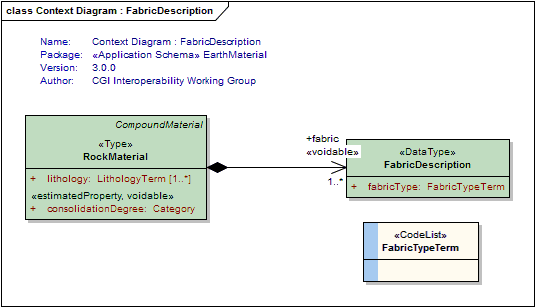 class Context Diagram : FabricDescription
Name: Context Diagram : FabricDescription
Package: «Application Schema» EarthMaterial
Version: 3.0.0
Author: CGI Interoperability Working Group
CompoundMaterial
«Type»
RockMaterial
+ lithology: LithologyTerm [1..*]
«estimatedProperty, voidable»
+ consolidationDegree: Category
+fabric
«voidable»
1..*
«DataType»
FabricDescription
+ fabricType: FabricTypeTerm
«CodeList»
FabricTypeTerm